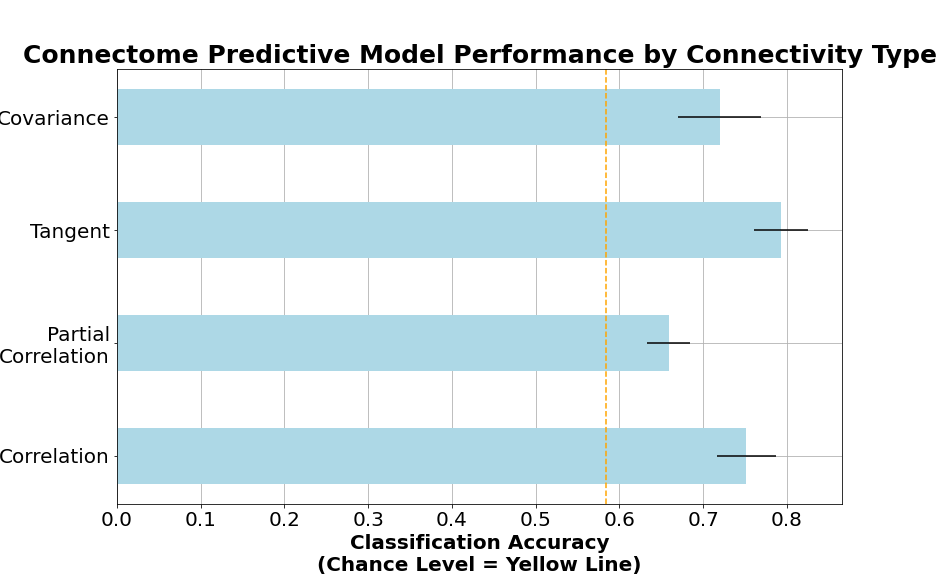 Connectome Predictive Model Performance by Connectivity Type
Covariance
Tangent
Partial
Correlation
Correlation
0.0 0.1 0.2 0.3 0.4 0.5 0.6 0.7 0.8
Classification Accuracy
(Chance Level = Yellow Line)